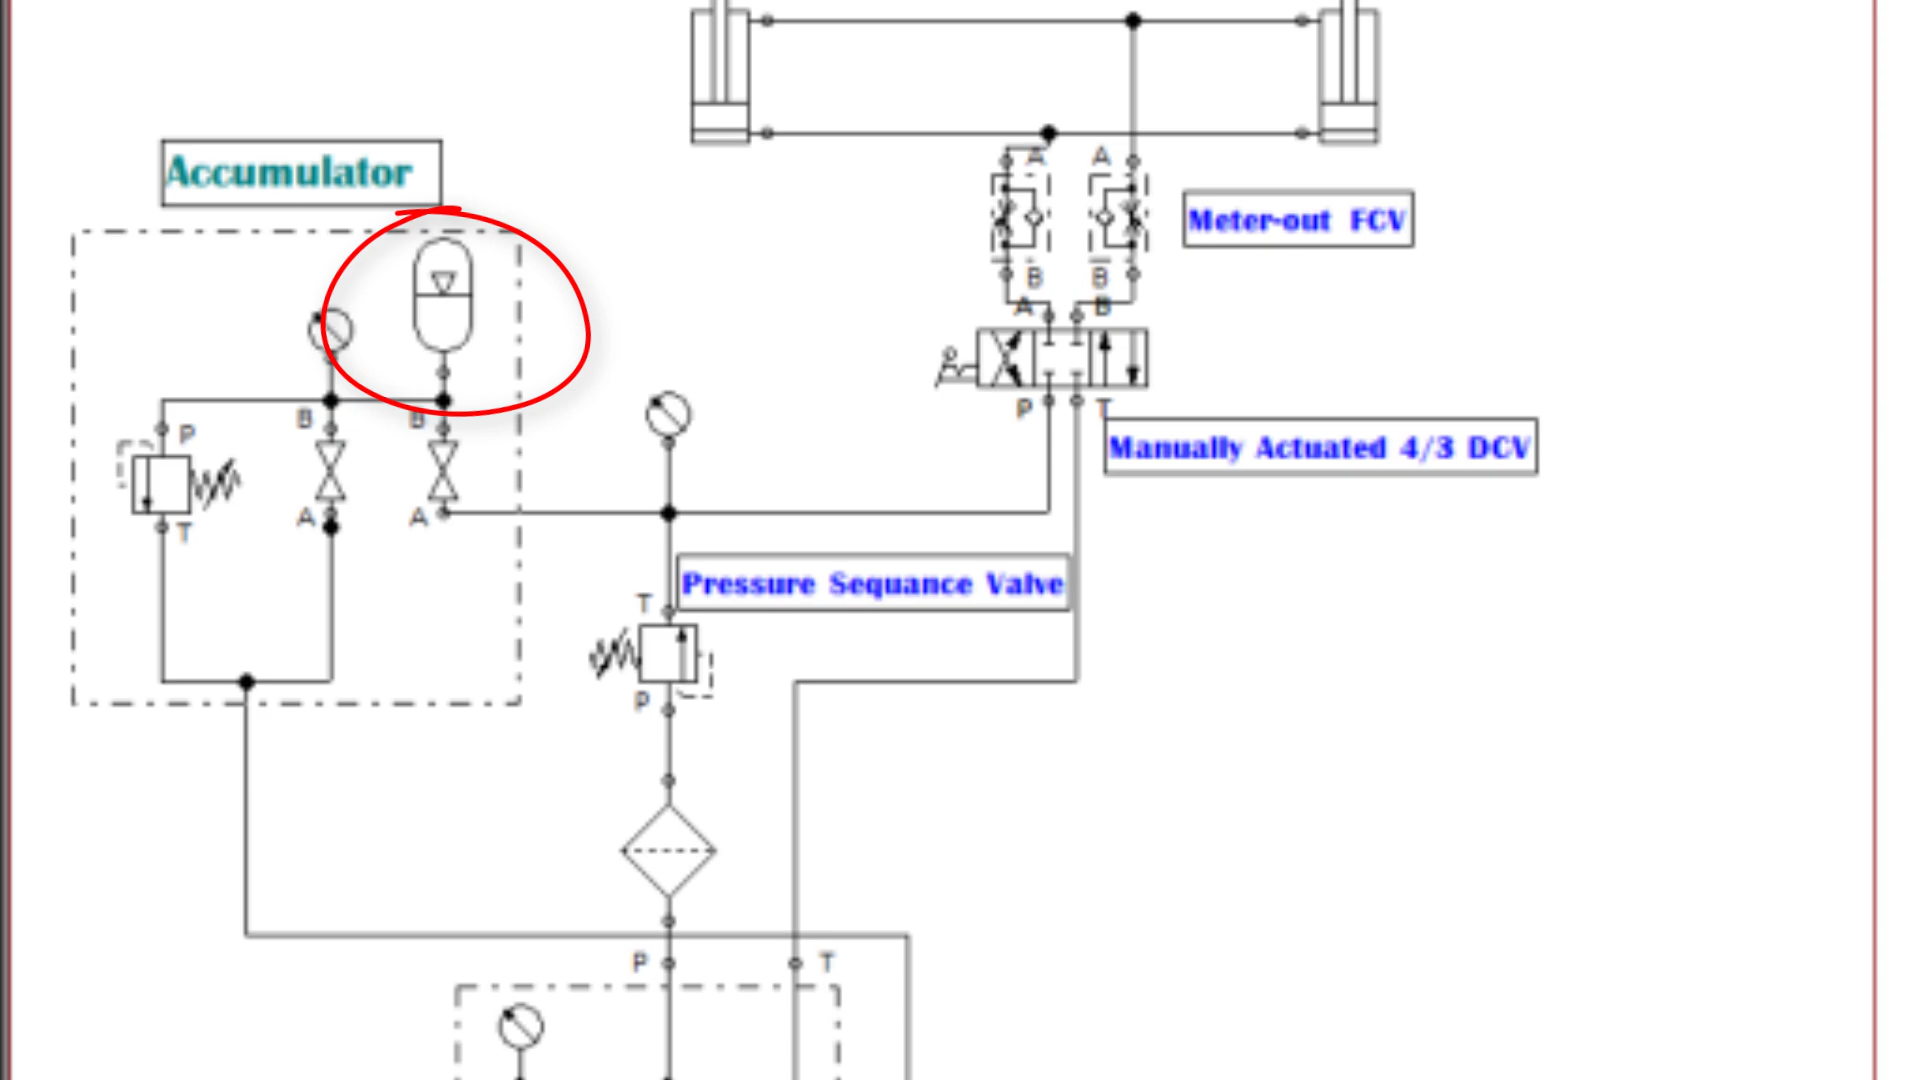 Accumulator
A A
Meter-out FCV
B B
A B
P T
B B
P
Manually Actuated 4/3 DCV
A A
T
Pressure Sequance Valve
T
P
P T